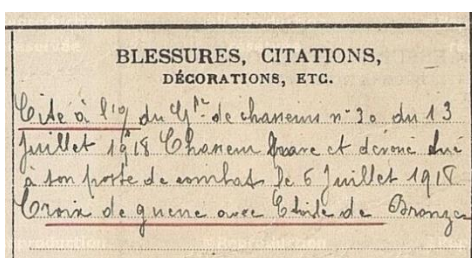 BLESSURES, CITATIONS,
DÉCORATIONS, ETC.
Cité à l'o/ du Gpe de chasseurs n° 30 du 13
Juillet 1918 Chasseur brave et dévoué tué
à son poste de combat le 6 Juillet 1918
Croix de guerre avec Etoile de Bronze